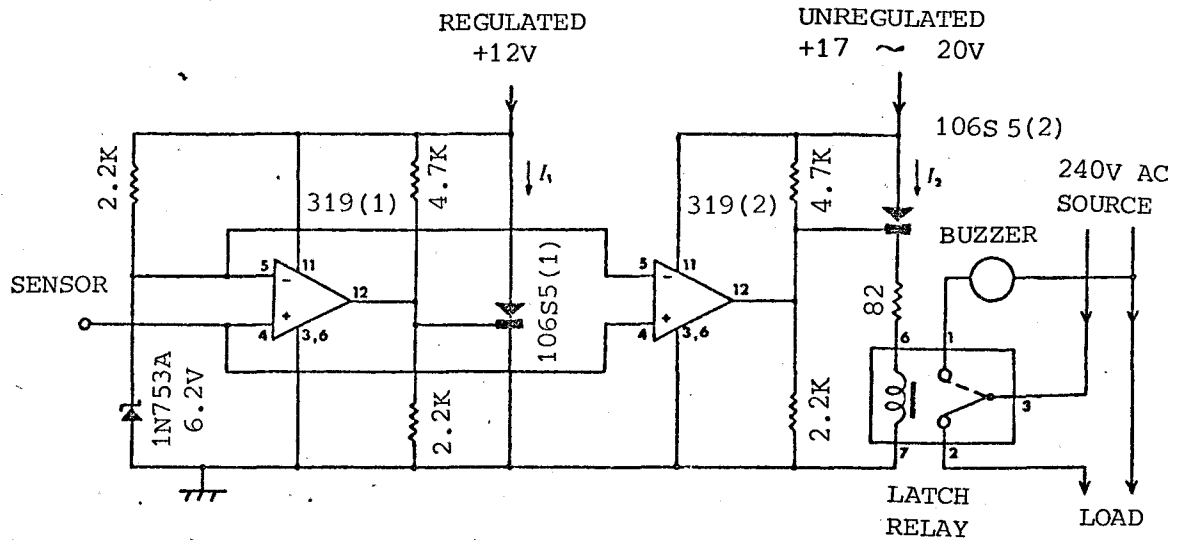 REGULATED
+12V
UNREGULATED
+17 ~ 20V
106S 5(2)
2.2K
319(1)
4.7K
I₁
319(2)
4.7K
I₂
240V AC
SOURCE
BUZZER
SENSOR
5
11
-
12
+
4
3,6
106S5(1)
5
11
-
12
+
4
3,6
82
6
1
3
1N753A
6.2V
2.2K
2.2K
7
2
LATCH
RELAY
LOAD